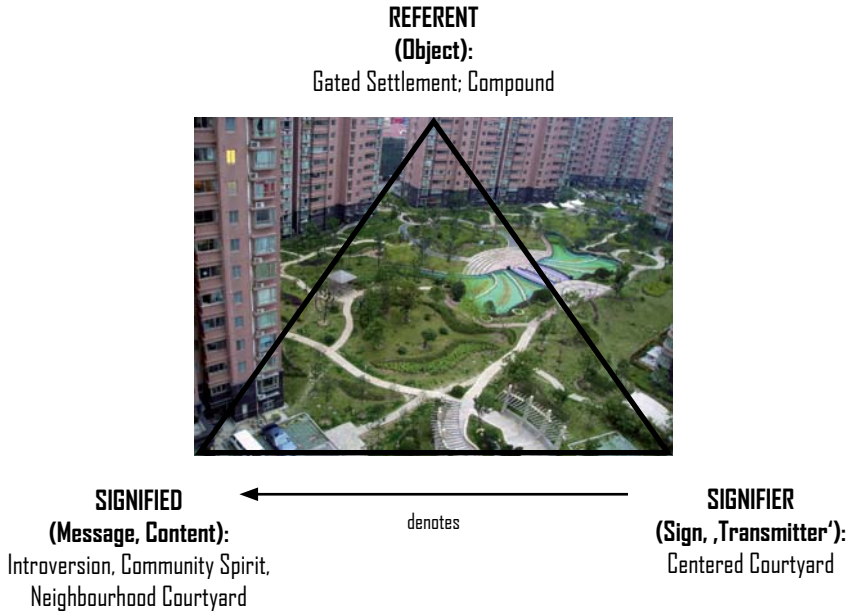 REFERENT
(Object):
Gated Settlement; Compound
SIGNIFIED
(Message, Content):
Introversion, Community Spirit,
Neighbourhood Courtyard
denotes
SIGNIFIER
(Sign, ‚Transmitter‘):
Centered Courtyard